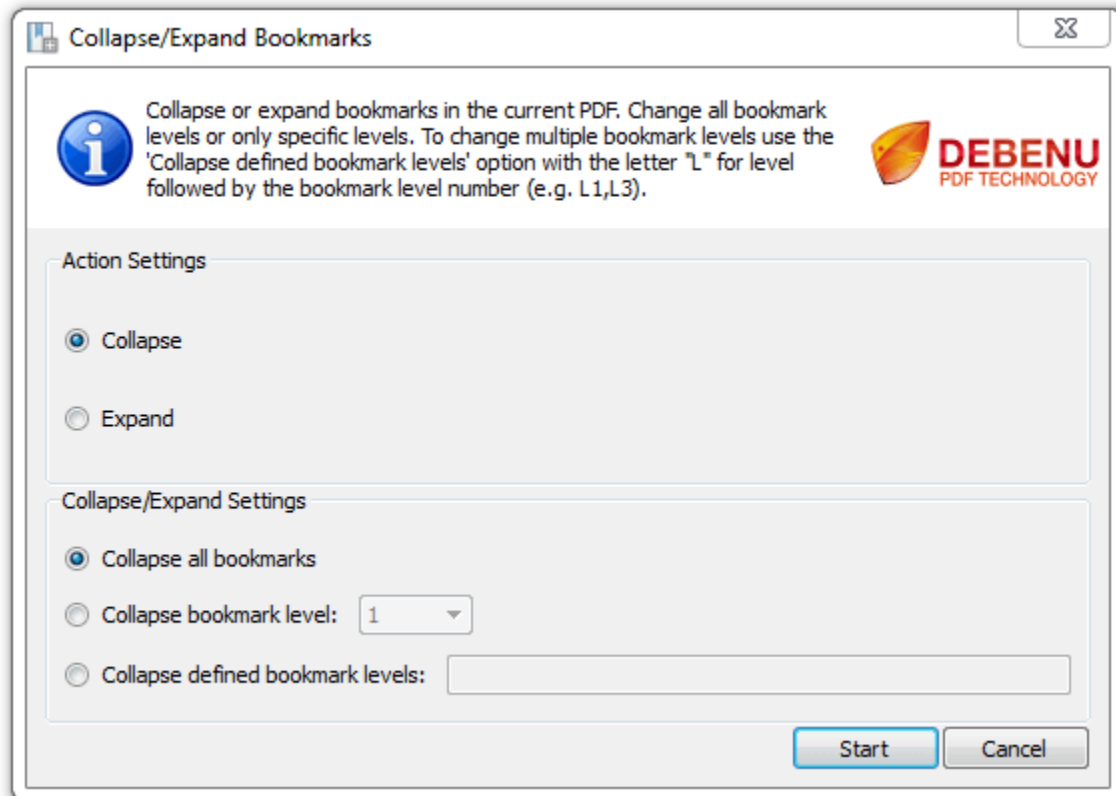 Collapse/Expand Bookmarks
Collapse or expand bookmarks in the current PDF. Change all bookmark
levels or only specific levels. To change multiple bookmark levels use the
'Collapse defined bookmark levels' option with the letter "L" for level
followed by the bookmark level number (e.g. L1,L3).
DEBENU
PDF TECHNOLOGY
Action Settings
Collapse
Expand
Collapse/Expand Settings
Collapse all bookmarks
Collapse bookmark level: 1
Collapse defined bookmark levels:
Start Cancel